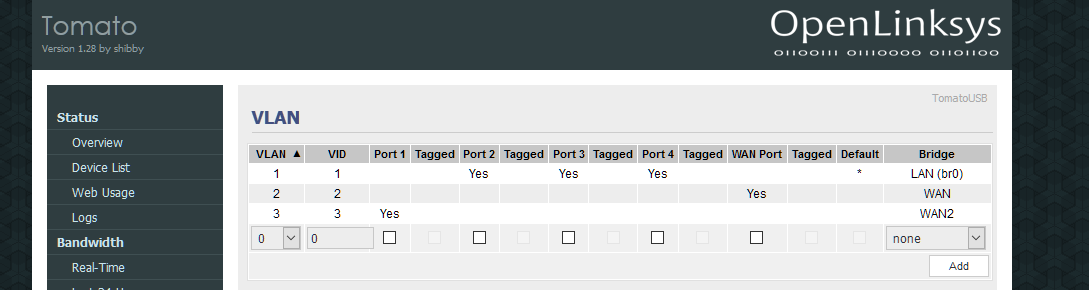 Tomato
Version 1.28 by shibby
OpenLinksys
01100111 01110000 01101100
Status
Overview
Device List
Web Usage
Logs
Bandwidth
Real-Time
TomatoUSB
VLAN
VLAN ▲ VID Port 1 Tagged Port 2 Tagged Port 3 Tagged Port 4 Tagged WAN Port Tagged Default Bridge
1 1 Yes Yes Yes * LAN (br0)
2 2 Yes WAN
3 3 Yes WAN2
0 0 none
Add